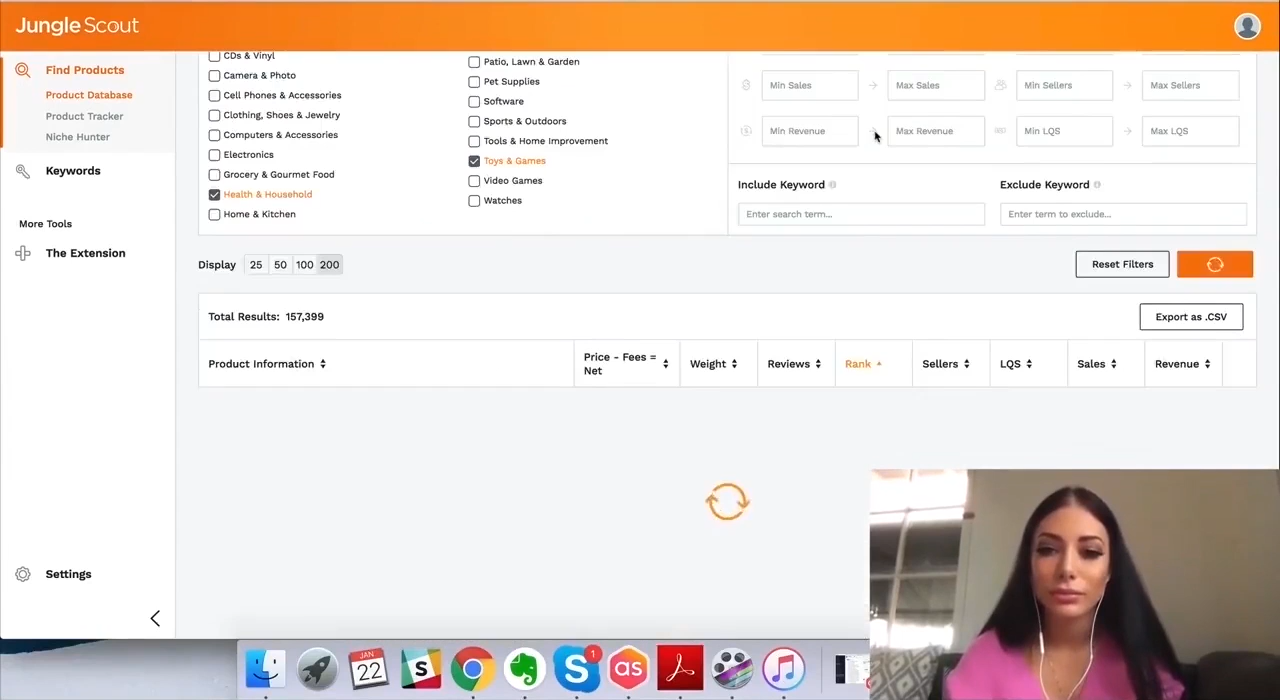 Jungle Scout
Find Products
Product Database
Product Tracker
Niche Hunter
Keywords
More Tools
The Extension
Settings
CDs & Vinyl
Camera & Photo
Cell Phones & Accessories
Clothing, Shoes & Jewelry
Computers & Accessories
Electronics
Grocery & Gourmet Food
Health & Household
Home & Kitchen
Patio, Lawn & Garden
Pet Supplies
Software
Sports & Outdoors
Tools & Home Improvement
Toys & Games
Video Games
Watches
Min Sales Max Sales Min Sellers Max Sellers
Min Revenue Max Revenue Min LQS Max LQS
Include Keyword Exclude Keyword
Enter search term... Enter term to exclude...
Display 25 50 100 200 Reset Filters
Total Results: 157,399 Export as .CSV
Product Information Price - Fees = Net Weight Reviews Rank Sellers LQS Sales Revenue
JAN
22
S
S
1
as